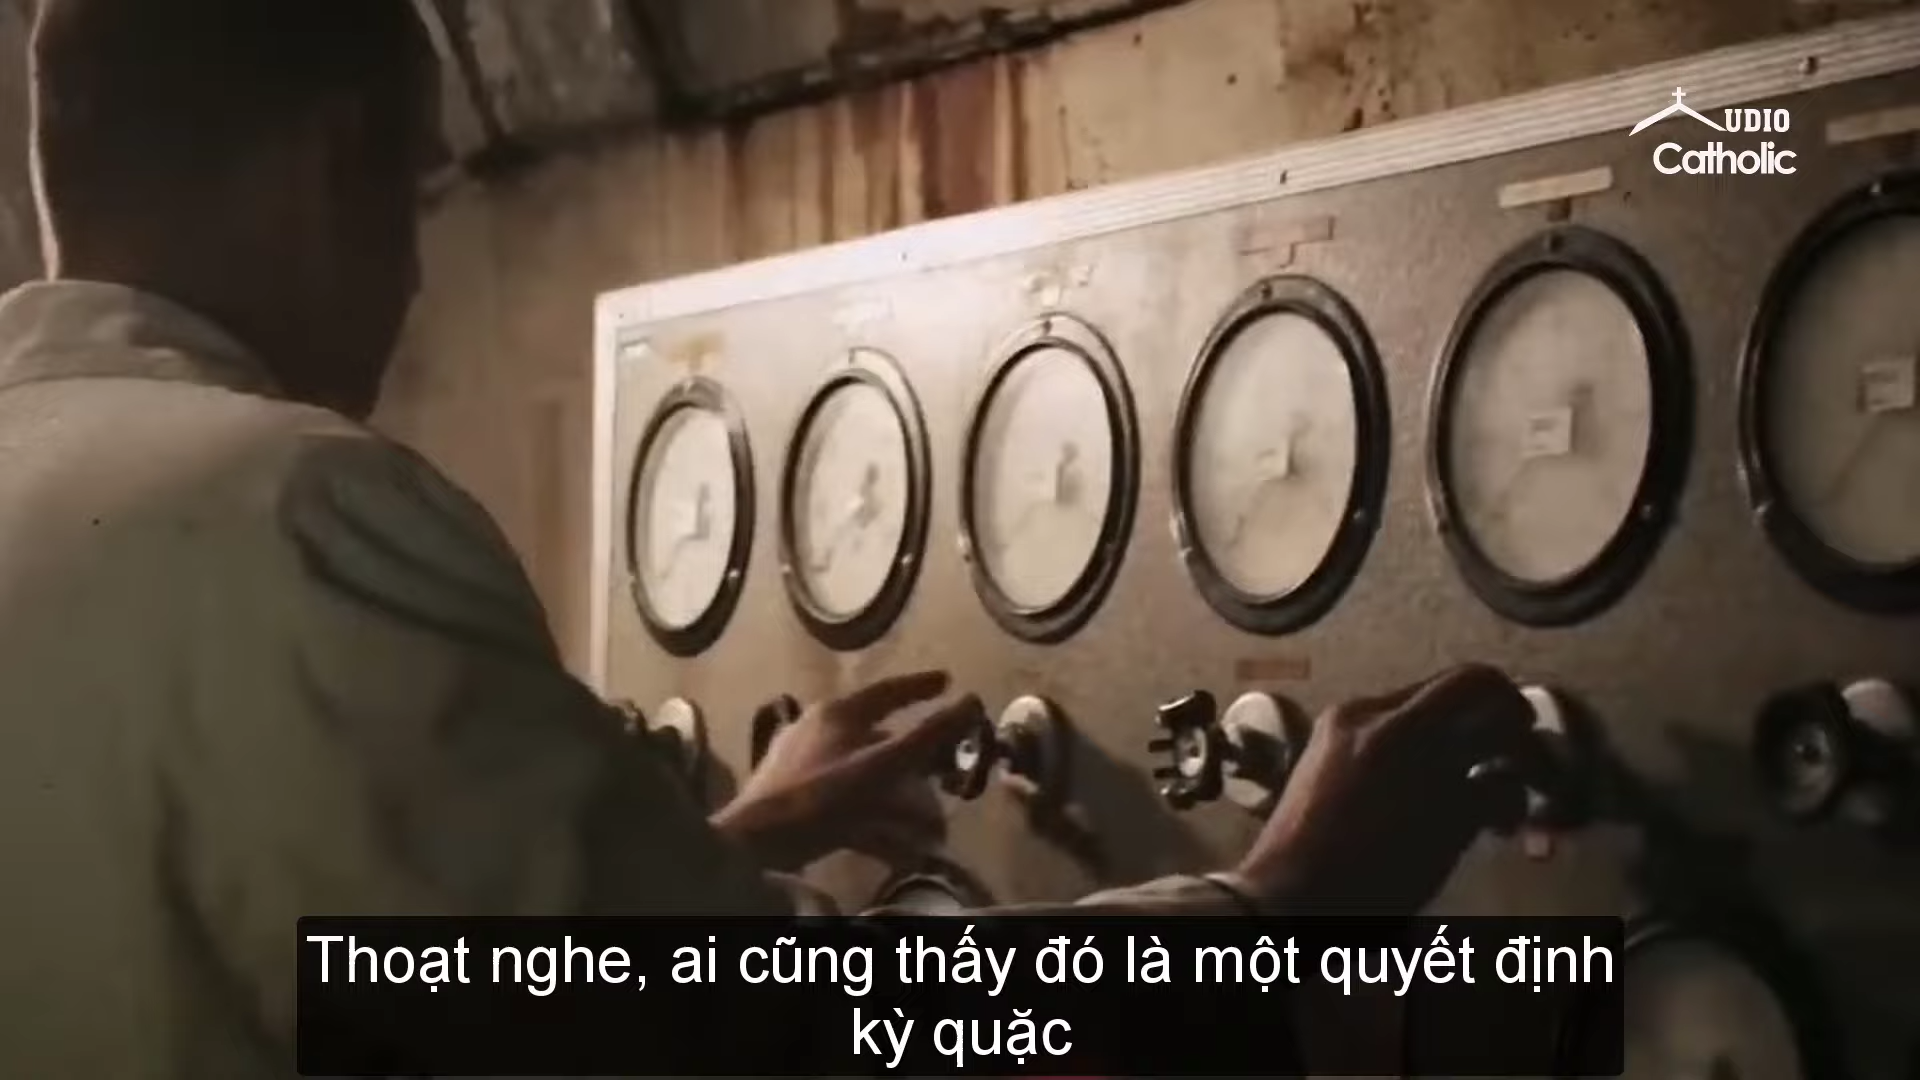 UDIO
Catholic
Thoạt nghe, ai cũng thấy đó là một quyết định
kỳ quặc